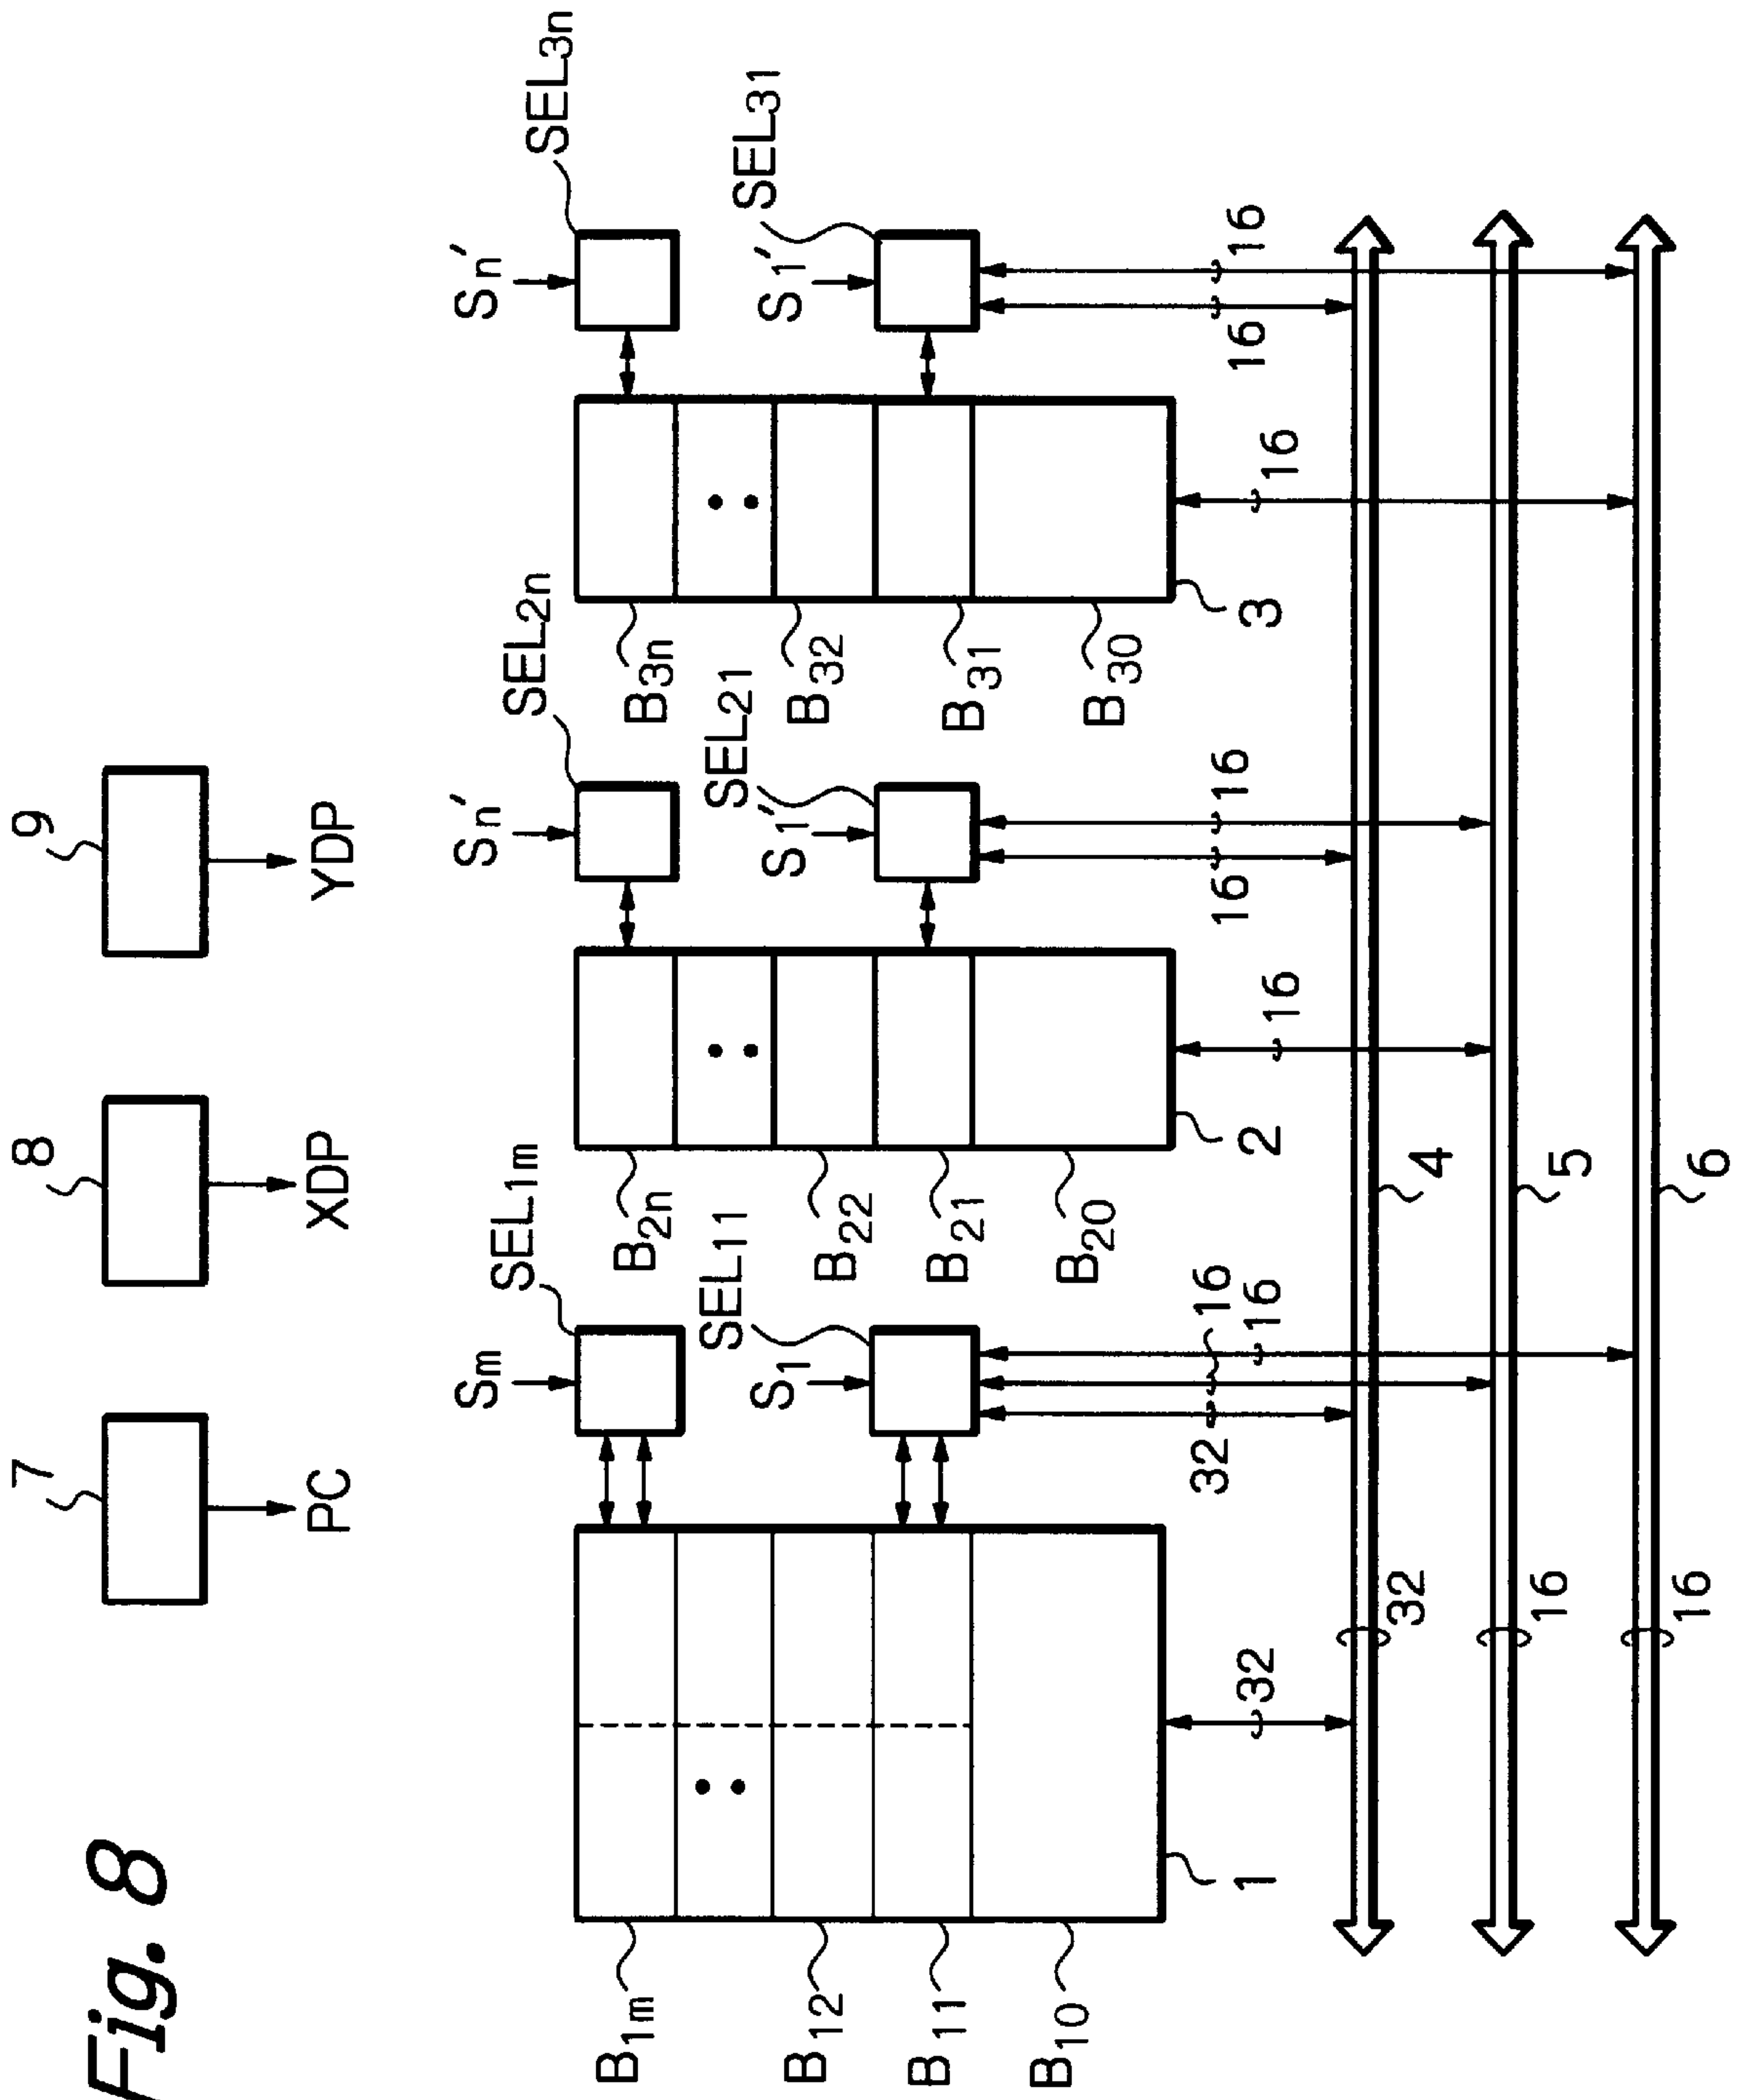 Fig. 8
7
8
9
PC
XDP
YDP
Sm
SEL1m
Sn'
SEL2n
Sn'
SEL3n
S1
SEL11
S1'
SEL21
S1'
SEL31
B1m
B12
B11
B10
B2n
B22
B21
B20
B3n
B32
B31
B30
1
2
3
32
32
16
16
16
16
16
16
16
16
32
4
16
5
16
6